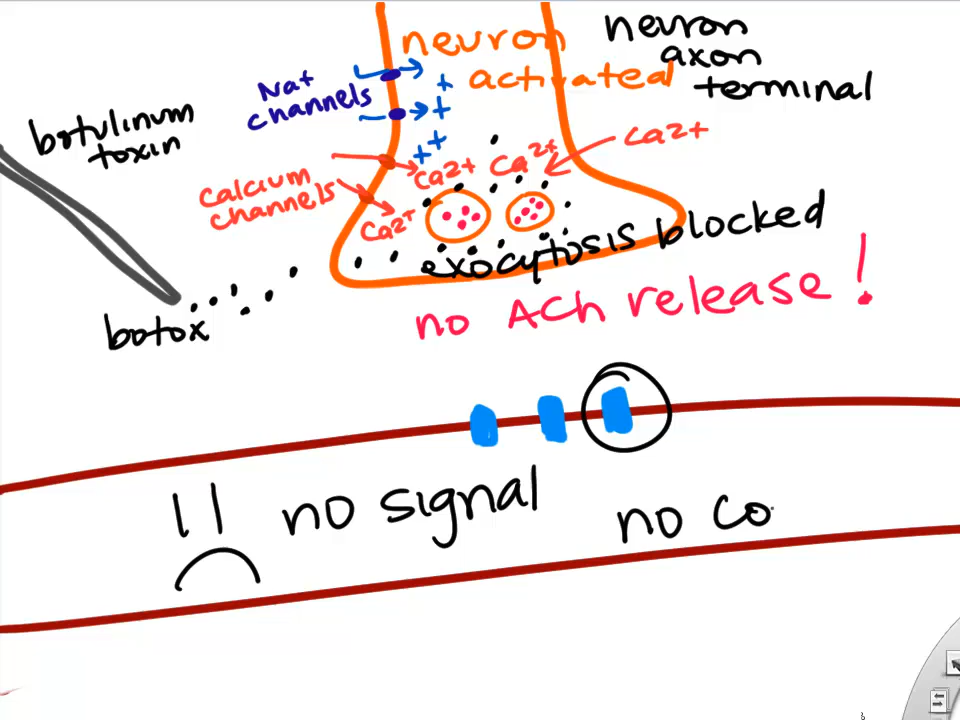 neuron
activated
neuron
axon
terminal
Na+
channels
botulinum
toxin
+
+
+ +
Ca2+
Ca2+
Ca2+
calcium
channels
Ca2+
exocytosis blocked
botox
no ACh release!
no signal
no co